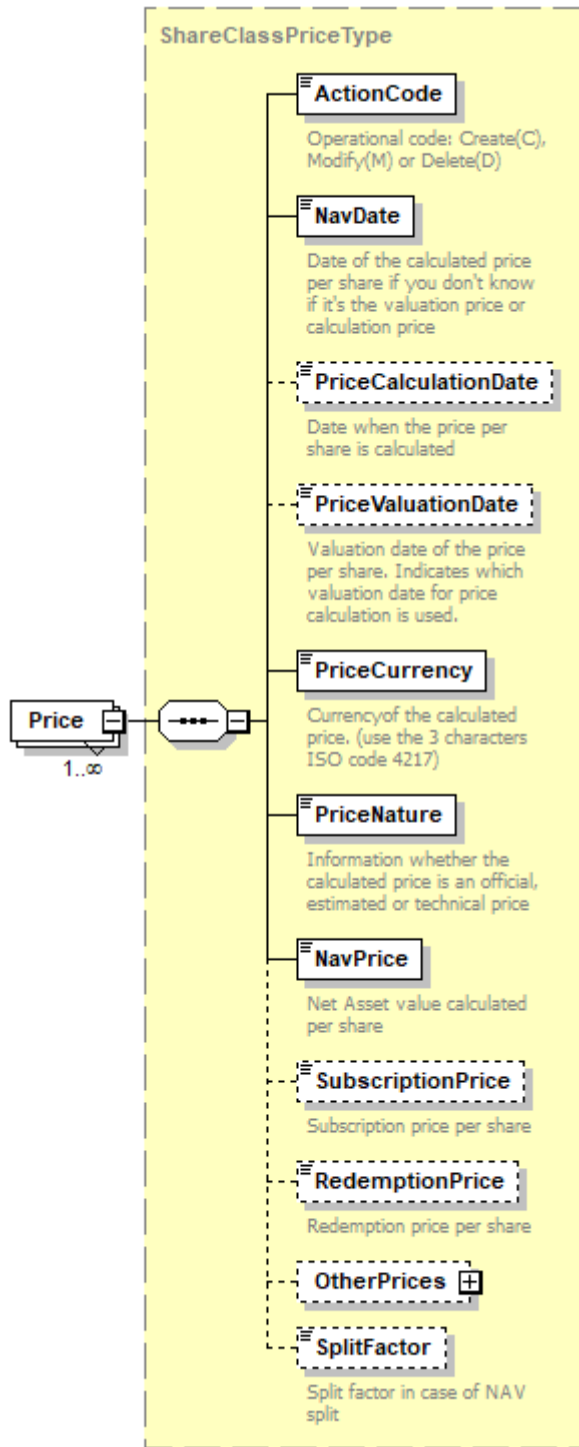 ShareClassPriceType
ActionCode
Operational code: Create(C),
Modify(M) or Delete(D)
NavDate
Date of the calculated price
per share if you don't know
if it's the valuation price or
calculation price
PriceCalculationDate
Date when the price per
share is calculated
PriceValuationDate
Valuation date of the price
per share. Indicates which
valuation date for price
calculation is used.
PriceCurrency
Currencyof the calculated
price. (use the 3 characters
ISO code 4217)
Price
1..∞
PriceNature
Information whether the
calculated price is an official,
estimated or technical price
NavPrice
Net Asset value calculated
per share
SubscriptionPrice
Subscription price per share
RedemptionPrice
Redemption price per share
OtherPrices
SplitFactor
Split factor in case of NAV
split